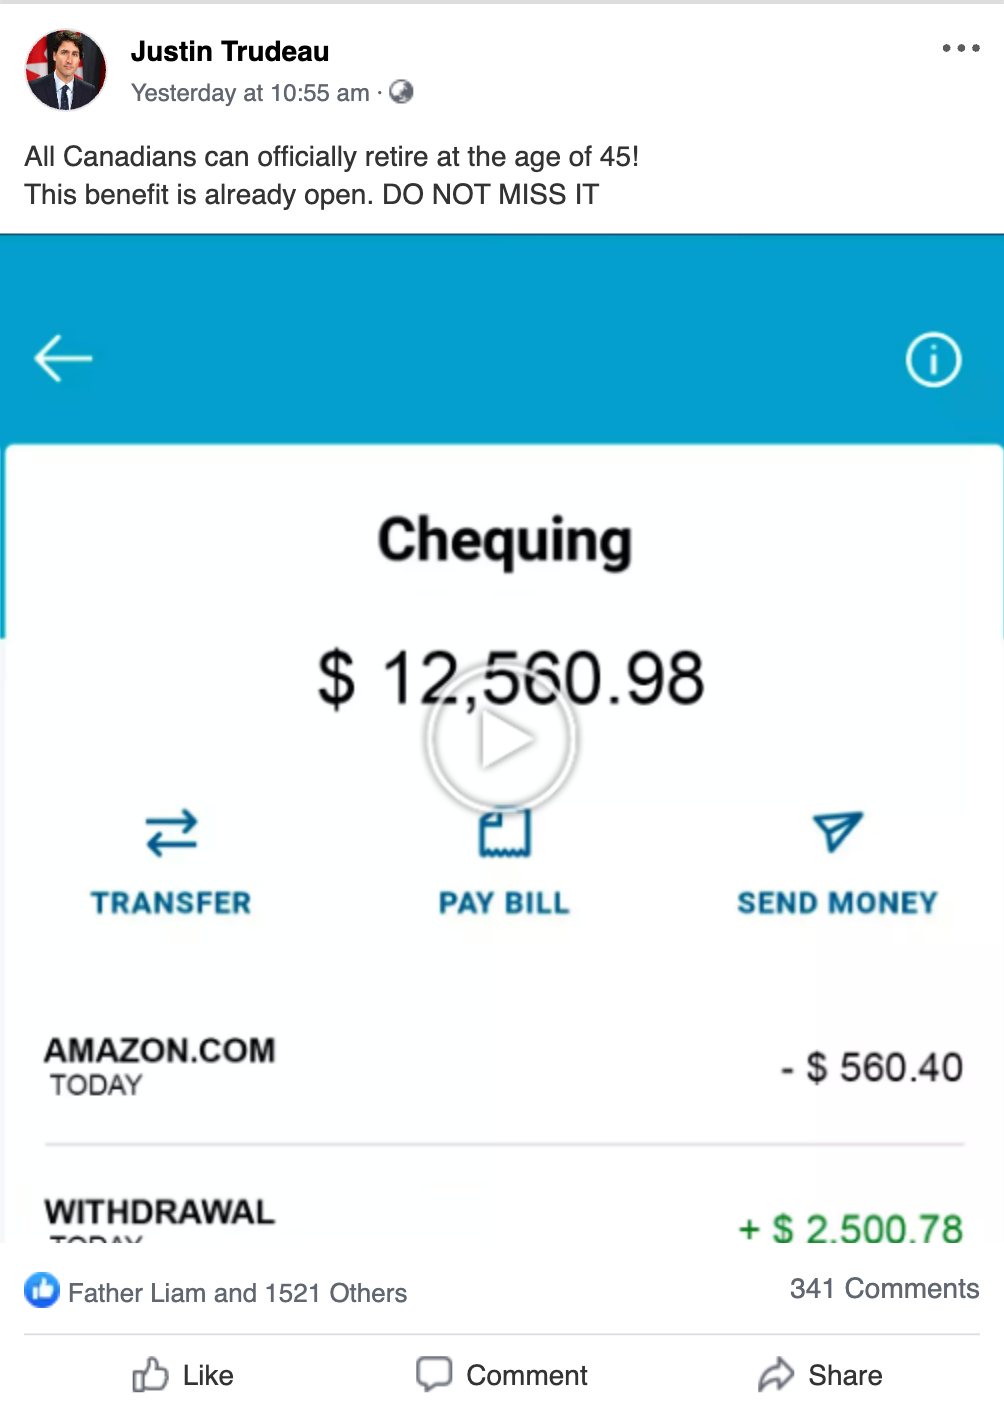 Justin Trudeau
Yesterday at 10:55 am ·
All Canadians can officially retire at the age of 45!
This benefit is already open. DO NOT MISS IT
Chequing
$ 12,560.98
TRANSFER
PAY BILL
SEND MONEY
AMAZON.COM
- $ 560.40
TODAY
WITHDRAWAL
+ $ 2,500.78
TODAY
Father Liam and 1521 Others
341 Comments
Like
Comment
Share